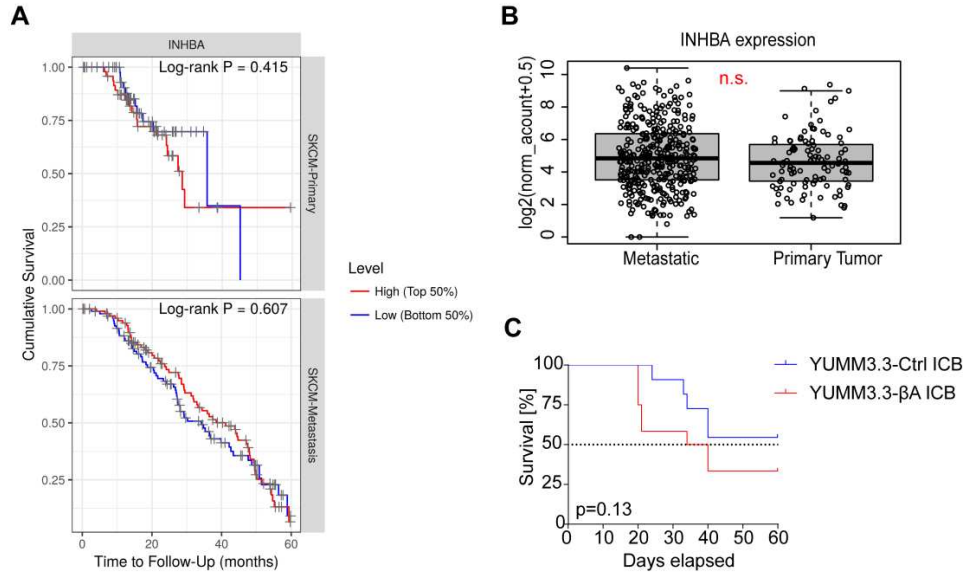 A
INHBA
Log-rank P = 0.415
1.00
0.75
0.50
0.25
0.00
SKCM-Primary
Log-rank P = 0.607
1.00
0.75
0.50
0.25
SKCM-Metastasis
Cumulative Survival
0 20 40 60
Time to Follow-Up (months)
Level
High (Top 50%)
Low (Bottom 50%)
B
INHBA expression
n.s.
log2(norm_acount+0.5)
10
8
6
4
2
0
Metastatic Primary Tumor
C
YUMM3.3-Ctrl ICB
YUMM3.3-βA ICB
Survival [%]
100
75
50
25
0
p=0.13
0 10 20 30 40 50 60
Days elapsed